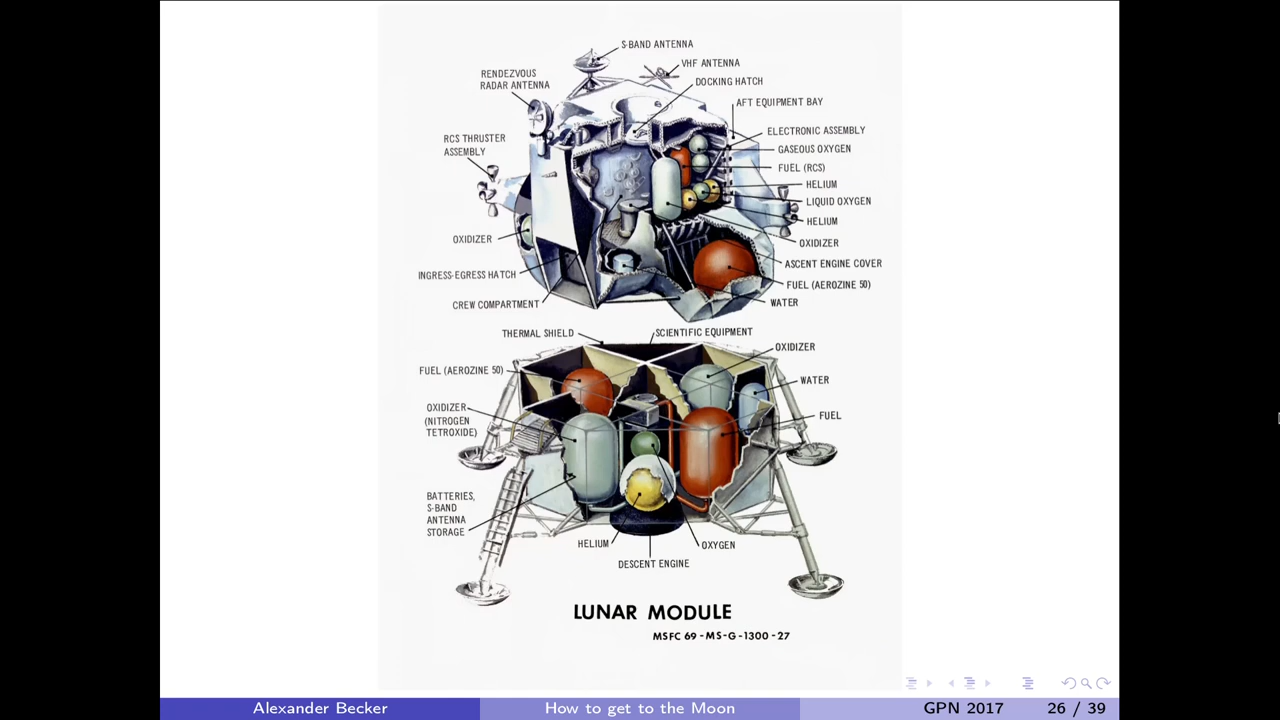 S-BAND ANTENNA
VHF ANTENNA
RENDEZVOUS
RADAR ANTENNA
DOCKING HATCH
AFT EQUIPMENT BAY
ELECTRONIC ASSEMBLY
RCS THRUSTER
ASSEMBLY
GASEOUS OXYGEN
FUEL (RCS)
HELIUM
LIQUID OXYGEN
HELIUM
OXIDIZER
OXIDIZER
ASCENT ENGINE COVER
INGRESS-EGRESS HATCH
FUEL (AEROZINE 50)
CREW COMPARTMENT
WATER
THERMAL SHIELD
SCIENTIFIC EQUIPMENT
OXIDIZER
FUEL (AEROZINE 50)
WATER
OXIDIZER
(NITROGEN
TETROXIDE)
FUEL
BATTERIES,
S-BAND
ANTENNA
STORAGE
HELIUM
OXYGEN
DESCENT ENGINE
LUNAR MODULE
MSFC 69-MS-G-1300-27
Alexander Becker
How to get to the Moon
GPN 2017
26 / 39